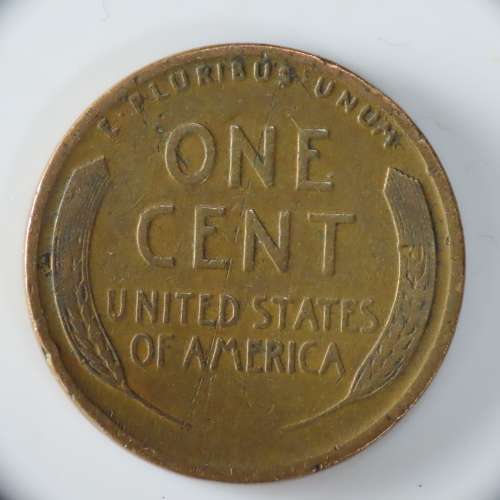 E·PLURIBUS·UNUM
ONE
CENT
UNITED STATES
OF AMERICA